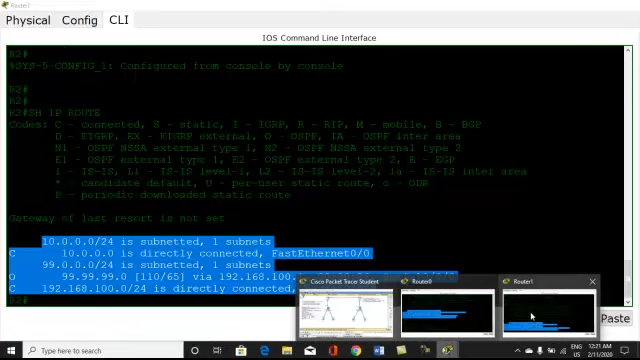 Router1
Physical Config CLI
IOS Command Line Interface
R2#
%SYS-5-CONFIG_I: Configured from console by console
R2#
R2#
R2#SH IP ROUTE
Codes: C - connected, S - static, I - IGRP, R - RIP, M - mobile, B - BGP
D - EIGRP, EX - EIGRP external, O - OSPF, IA - OSPF inter area
N1 - OSPF NSSA external type 1, N2 - OSPF NSSA external type 2
E1 - OSPF external type 1, E2 - OSPF external type 2, E - EGP
i - IS-IS, L1 - IS-IS level-1, L2 - IS-IS level-2, ia - IS-IS inter area
* - candidate default, U - per-user static route, o - ODR
P - periodic downloaded static route
Gateway of last resort is not set
10.0.0.0/24 is subnetted, 1 subnets
C 10.0.0.0 is directly connected, FastEthernet0/0
99.0.0.0/24 is subnetted, 1 subnets
O 99.99.99.0 [110/65] via 192.168.100.
C 192.168.100.0/24 is directly connected,
R2#
Cisco Packet Tracer Student
Router0
Router1
Paste
Type here to search
ENG
US
12:21 AM
2/11/2020